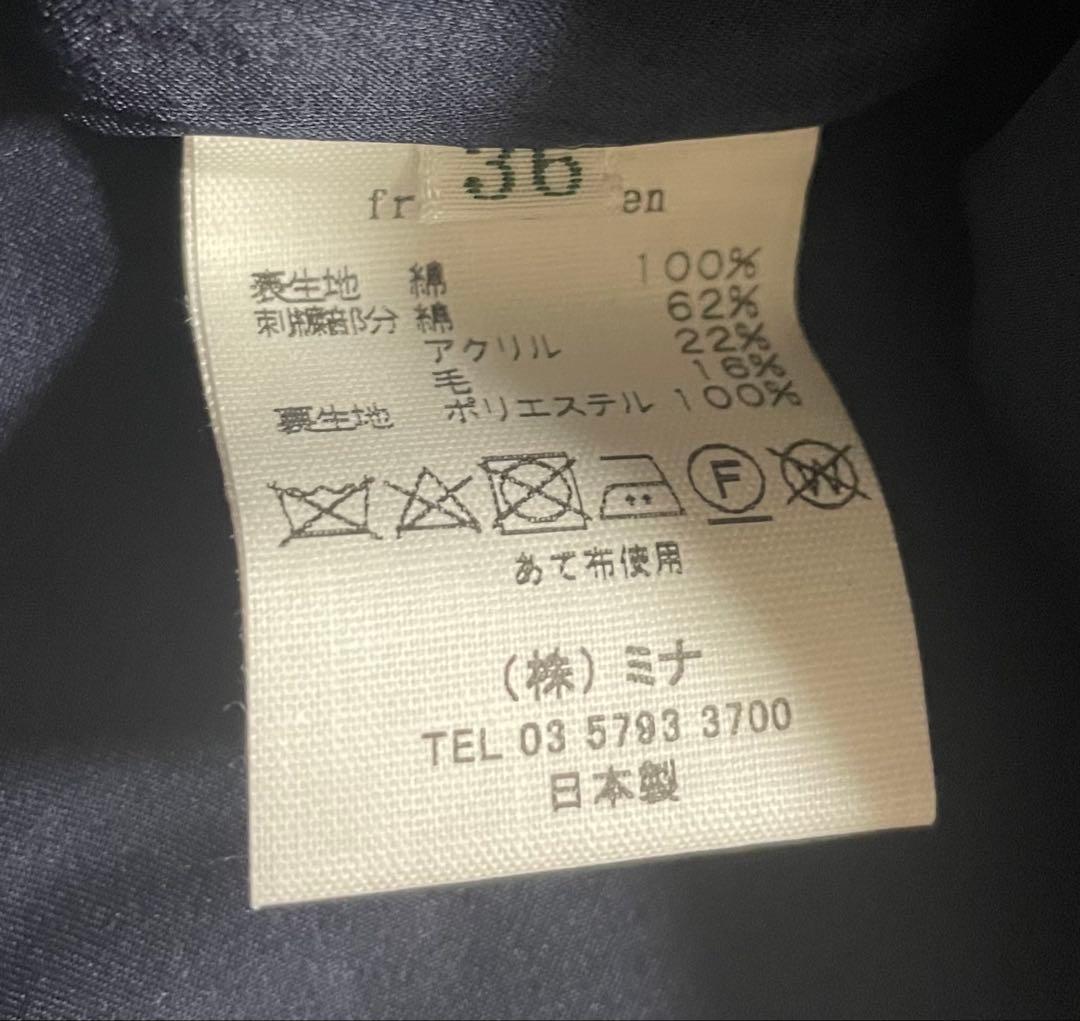 36
fr en
表生地 綿 100%
刺繍部分 綿 62%
アクリル 22%
毛 16%
裏生地 ポリエステル 100%
F W
あて布使用
(株) ミナ
TEL 03 5793 3700
日本製